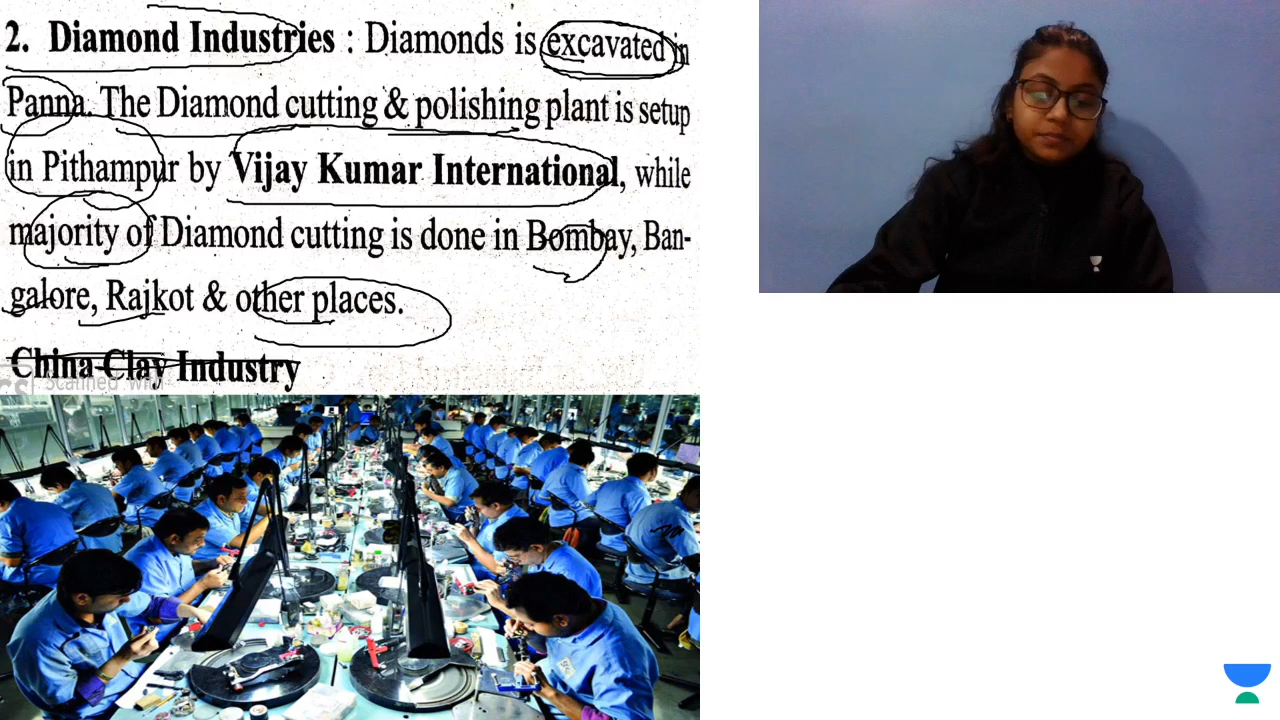 2. Diamond Industries : Diamonds is excavated in
Panna. The Diamond cutting & polishing plant is setup
in Pithampur by Vijay Kumar International, while
majority of Diamond cutting is done in Bombay, Ban-
galore, Rajkot & other places.
China Clay Industry
Scanned with